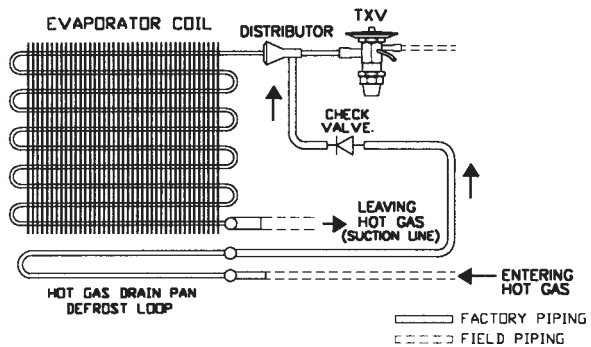 EVAPORATOR COIL
DISTRIBUTOR
TXV
CHECK
VALVE.
LEAVING
HOT GAS
(SUCTION LINE)
ENTERING
HOT GAS
HOT GAS DRAIN PAN
DEFROST LOOP
FACTORY PIPING
FIELD PIPING